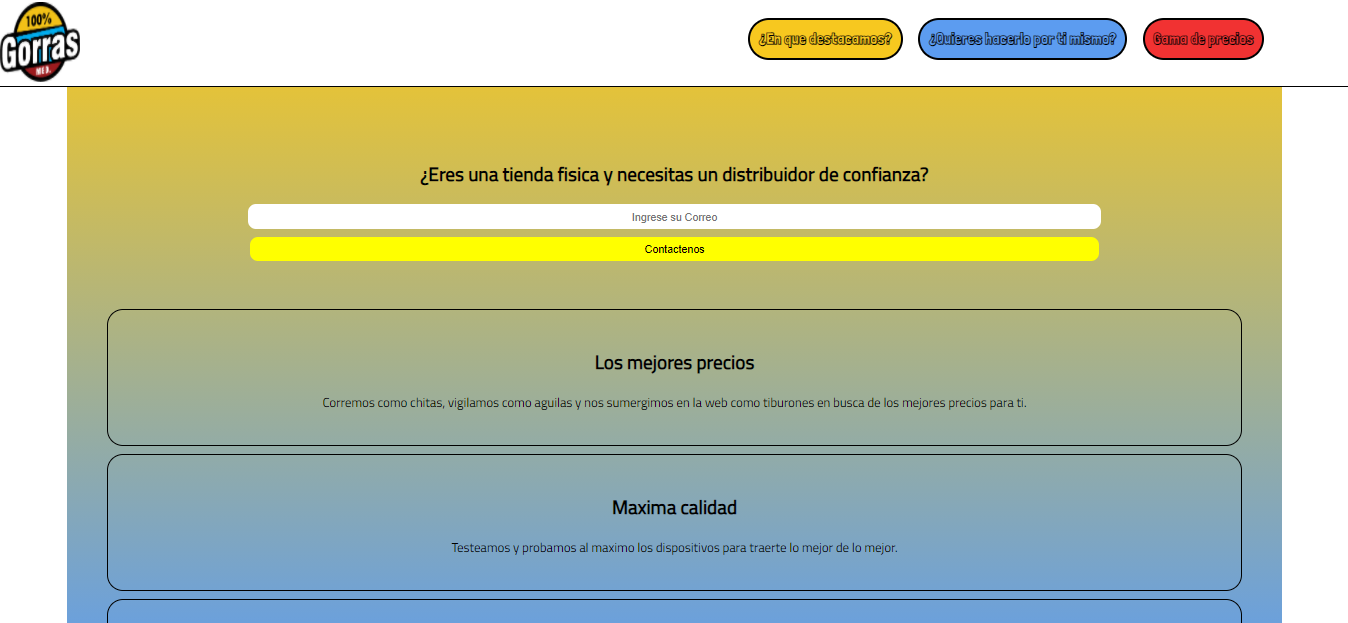 100%
Gorras
MED.
¿En que destacamos?
¿Quieres hacerlo por ti mismo?
Gama de precios
¿Eres una tienda fisica y necesitas un distribuidor de confianza?
Ingrese su Correo
Contactenos
Los mejores precios
Corremos como chitas, vigilamos como aguilas y nos sumergimos en la web como tiburones en busca de los mejores precios para ti.
Maxima calidad
Testeamos y probamos al maximo los dispositivos para traerte lo mejor de lo mejor.